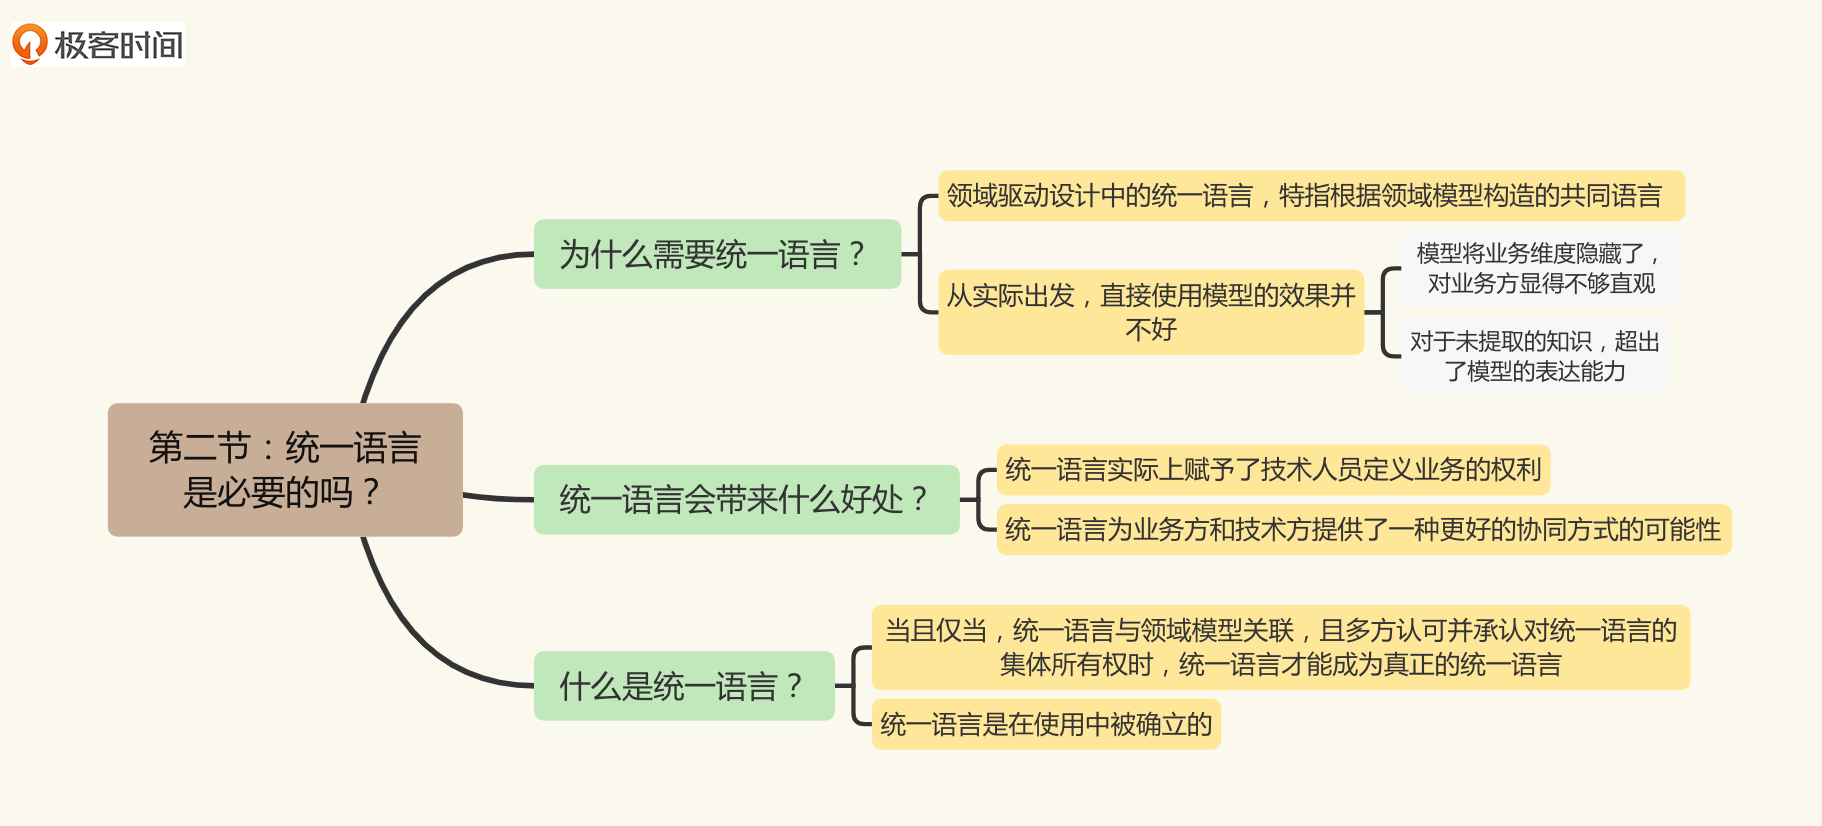 极客时间
第二节：统一语言
是必要的吗？
为什么需要统一语言？
领域驱动设计中的统一语言，特指根据领域模型构造的共同语言
从实际出发，直接使用模型的效果并
不好
模型将业务维度隐藏了，
对业务方显得不够直观
对于未提取的知识，超出
了模型的表达能力
统一语言会带来什么好处？
统一语言实际上赋予了技术人员定义业务的权利
统一语言为业务方和技术方提供了一种更好的协同方式的可能性
什么是统一语言？
当且仅当，统一语言与领域模型关联，且多方认可并承认对统一语言的
集体所有权时，统一语言才能成为真正的统一语言
统一语言是在使用中被确立的